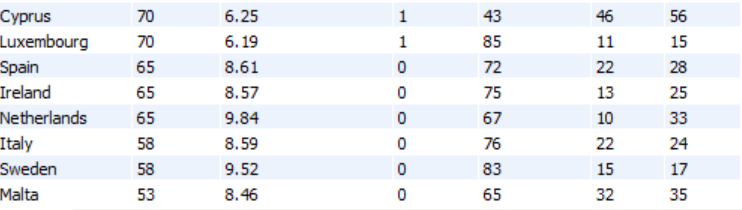 Cyprus 70 6.25 1 43 46 56
Luxembourg 70 6.19 1 85 11 15
Spain 65 8.61 0 72 22 28
Ireland 65 8.57 0 75 13 25
Netherlands 65 9.84 0 67 10 33
Italy 58 8.59 0 76 22 24
Sweden 58 9.52 0 83 15 17
Malta 53 8.46 0 65 32 35